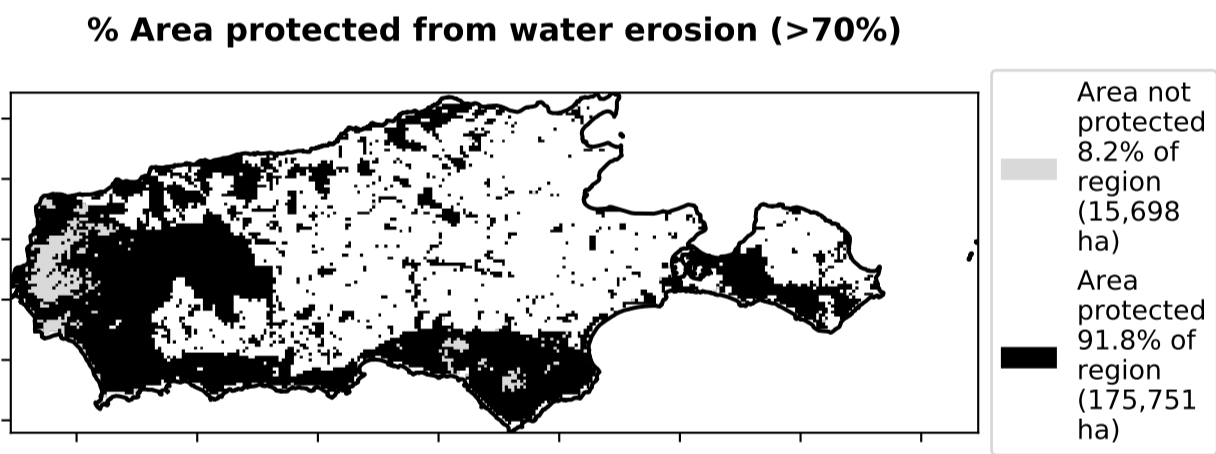 % Area protected from water erosion (>70%)
Area not
protected
8.2% of
region
(15,698
ha)
Area
protected
91.8% of
region
(175,751
ha)